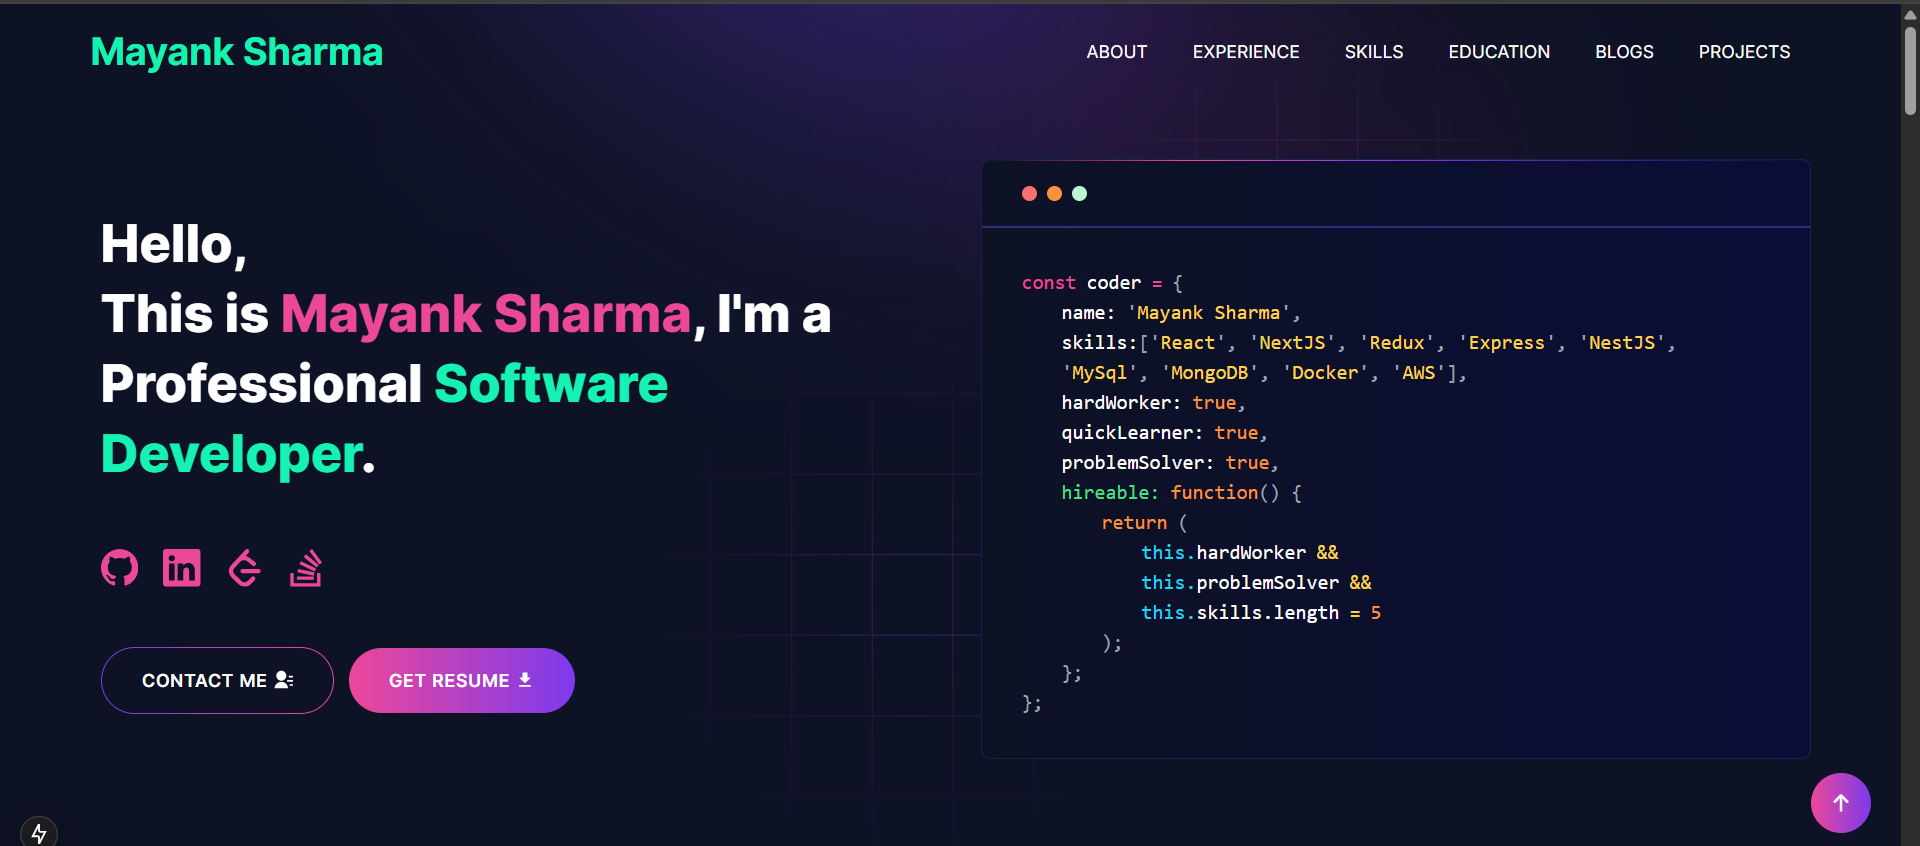 Mayank Sharma
ABOUT
EXPERIENCE
SKILLS
EDUCATION
BLOGS
PROJECTS
Hello,
This is Mayank Sharma, I'm a
Professional Software
Developer.
CONTACT ME
GET RESUME
const coder = {
name: 'Mayank Sharma',
skills:['React', 'NextJS', 'Redux', 'Express', 'NestJS',
'MySql', 'MongoDB', 'Docker', 'AWS'],
hardWorker: true,
quickLearner: true,
problemSolver: true,
hireable: function() {
return (
this.hardWorker &&
this.problemSolver &&
this.skills.length = 5
);
};
};